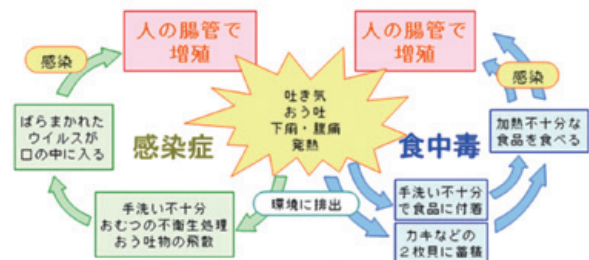 人の腸管で
増殖
人の腸管で
増殖
感染
感染
吐き気
おう吐
下痢・腹痛
発熱
ばらまかれた
ウイルスが
口の中に入る
感染症
食中毒
加熱不十分な
食品を食べる
手洗い不十分
おむつの不衛生処理
おう吐物の飛散
環境に排出
手洗い不十分
で食品に付着
カキなどの
2枚貝に蓄積